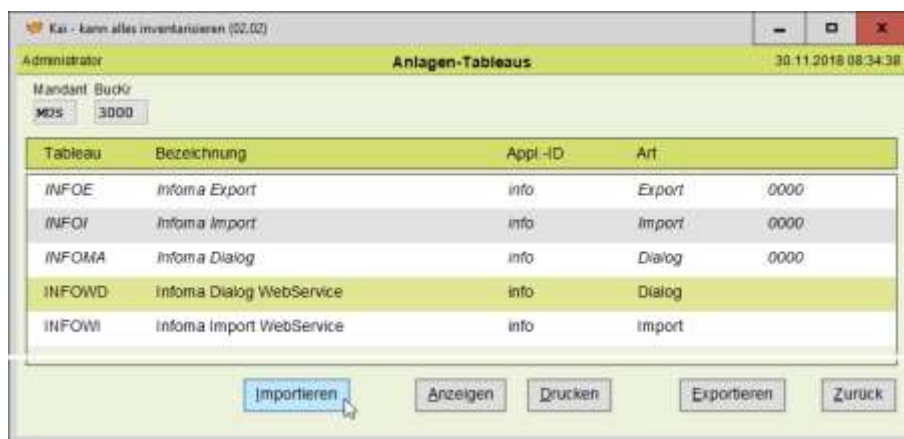 Kai - kann alles inventarisieren (02.02)
Administrator Anlagen-Tableaus 30.11.2018 08:34:38
Mandant BucKr
MDS 3000
Tableau Bezeichnung Appl.-ID Art
INFOE Infoma Export info Export 0000
INFOI Infoma Import info Import 0000
INFOMA Infoma Dialog info Dialog 0000
INFOWD Infoma Dialog WebService info Dialog
INFOWI Infoma Import WebService info Import
Importieren Anzeigen Drucken Exportieren Zurück